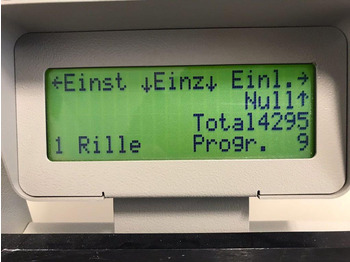 ←Einst ↓Einz↓ Einl.→
Null↑
Total4295
1 Rille Progr. 9